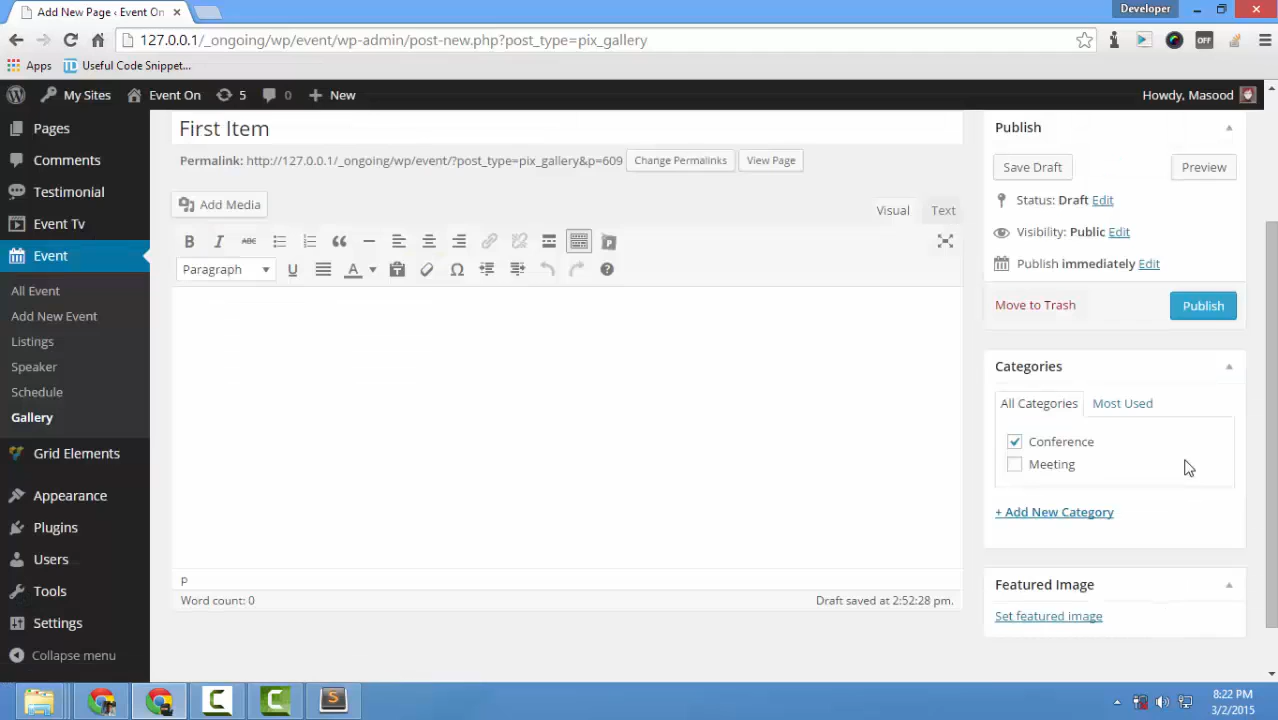 Add New Page ‹ Event On
Developer
127.0.0.1/_ongoing/wp/event/wp-admin/post-new.php?post_type=pix_gallery
OFF
Apps
TD Useful Code Snippet...
My Sites
Event On
5
0
New
Howdy, Masood
Pages
Comments
Testimonial
Event Tv
Event
All Event
Add New Event
Listings
Speaker
Schedule
Gallery
Grid Elements
Appearance
Plugins
Users
Tools
Settings
Collapse menu
First Item
Permalink: http://127.0.0.1/_ongoing/wp/event/?post_type=pix_gallery&p=609 Change Permalinks View Page
Add Media
Visual Text
B I ABC
Paragraph U A
p
Word count: 0
Draft saved at 2:52:28 pm.
Publish
Save Draft Preview
Status: Draft Edit
Visibility: Public Edit
Publish immediately Edit
Move to Trash Publish
Categories
All Categories Most Used
Conference
Meeting
+ Add New Category
Featured Image
Set featured image
8:22 PM
3/2/2015